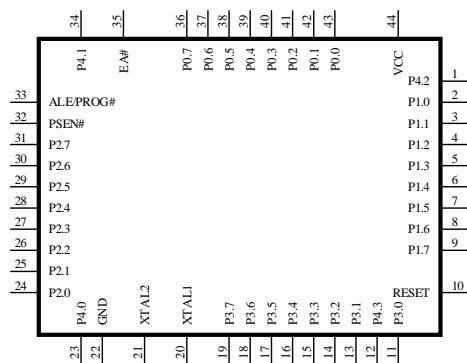 34 35 36 37 38 39 40 41 42 43 44
P4.1 EA# P0.7 P0.6 P0.5 P0.4 P0.3 P0.2 P0.1 P0.0 VCC
P4.2 1
33 ALE/PROG# P1.0 2
32 PSEN# P1.1 3
31 P2.7 P1.2 4
30 P2.6 P1.3 5
29 P2.5 P1.4 6
28 P2.4 P1.5 7
27 P2.3 P1.6 8
26 P2.2 P1.7 9
25 P2.1
24 P2.0 RESET 10
P4.0 GND XTAL2 XTAL1 P3.7 P3.6 P3.5 P3.4 P3.3 P3.2 P3.1 P4.3 P3.0
23 22 21 20 19 18 17 16 15 14 13 12 11